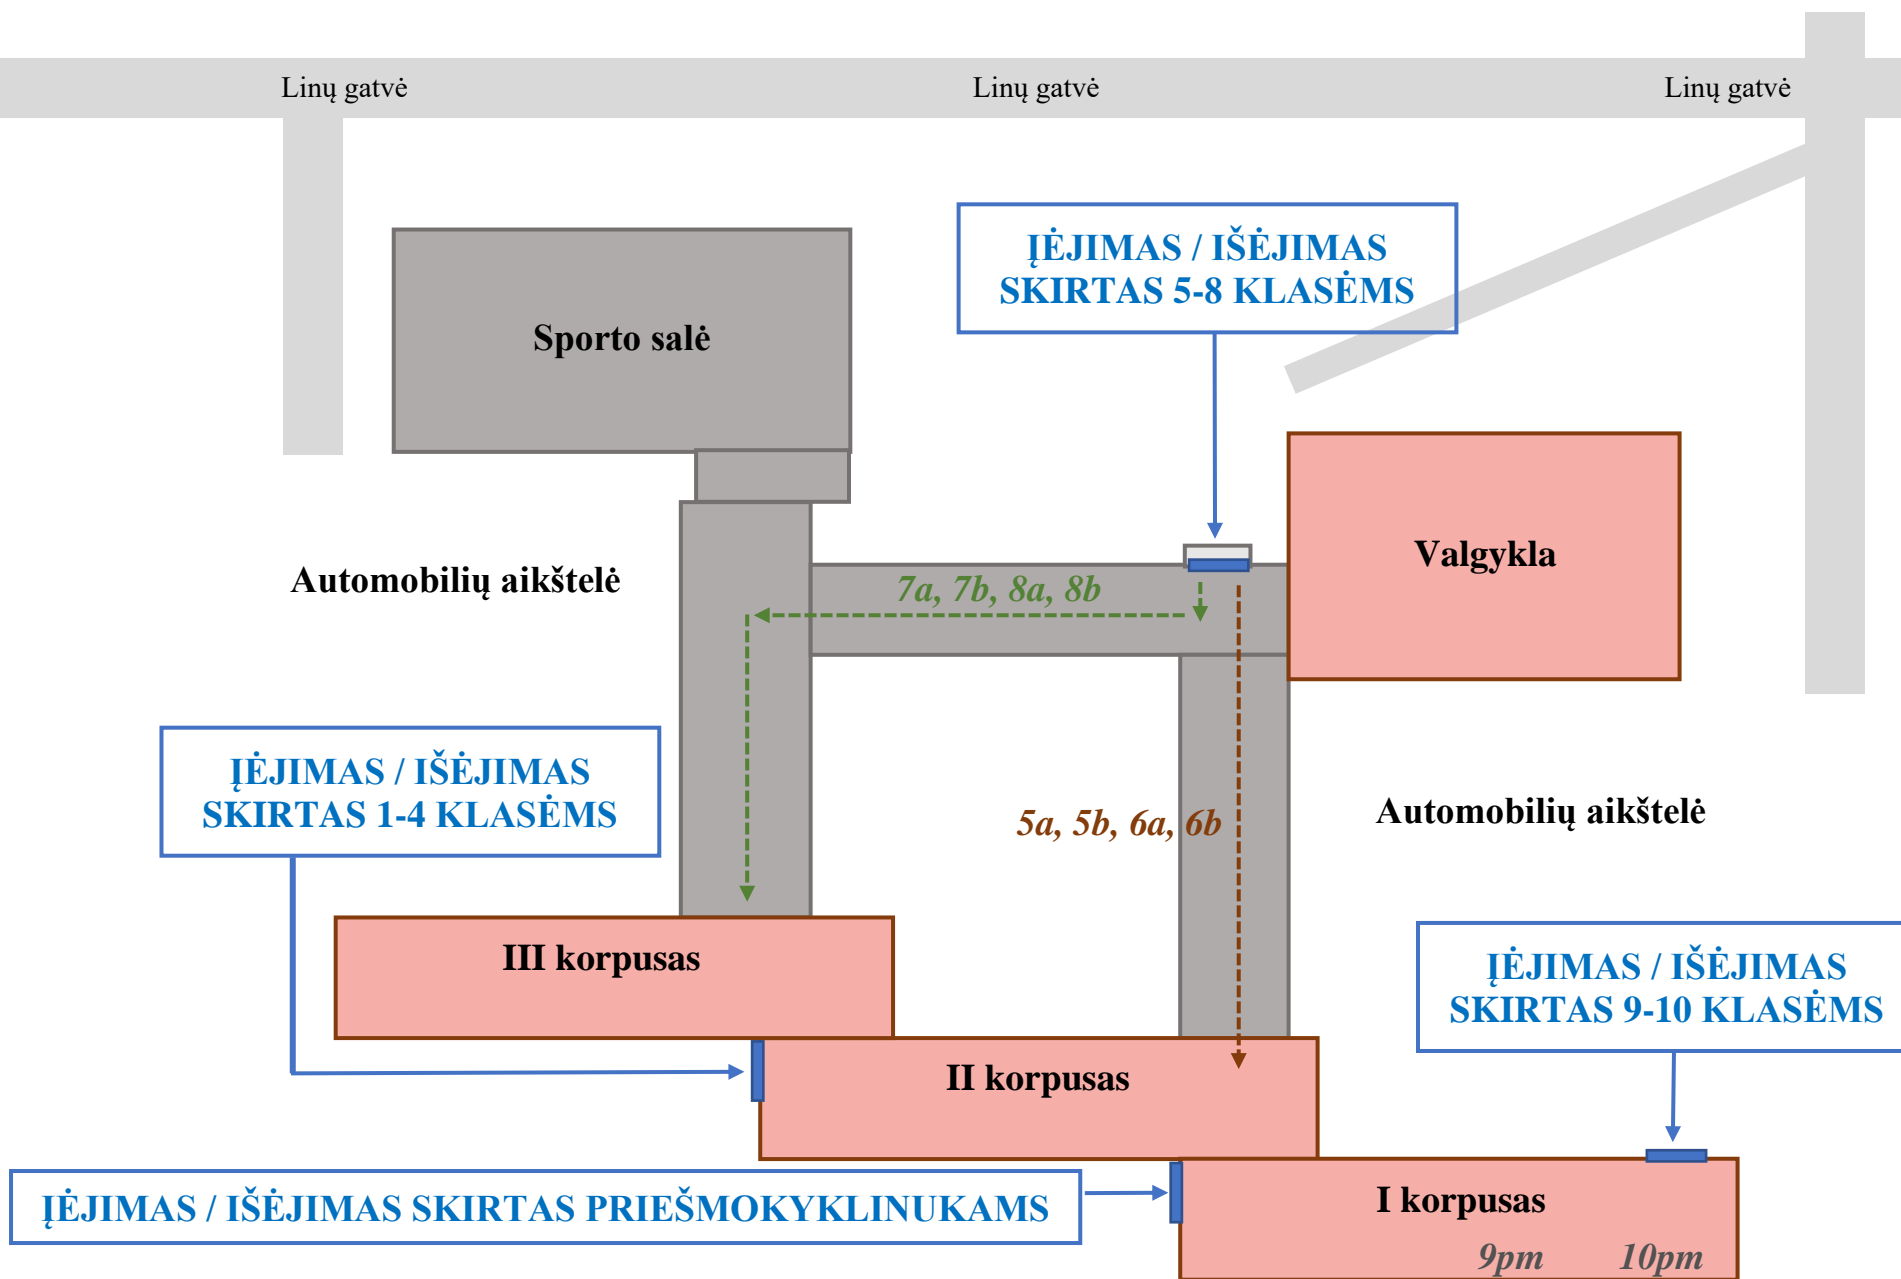 Linų gatvė
Linų gatvė
Linų gatvė
ĮĖJIMAS / IŠĖJIMAS
SKIRTAS 5-8 KLASĖMS
Sporto salė
Valgykla
Automobilių aikštelė
7a, 7b, 8a, 8b
ĮĖJIMAS / IŠĖJIMAS
SKIRTAS 1-4 KLASĖMS
5a, 5b, 6a, 6b
Automobilių aikštelė
III korpusas
ĮĖJIMAS / IŠĖJIMAS
SKIRTAS 9-10 KLASĖMS
II korpusas
ĮĖJIMAS / IŠĖJIMAS SKIRTAS PRIEŠMOKYKLINUKAMS
I korpusas
9pm
10pm